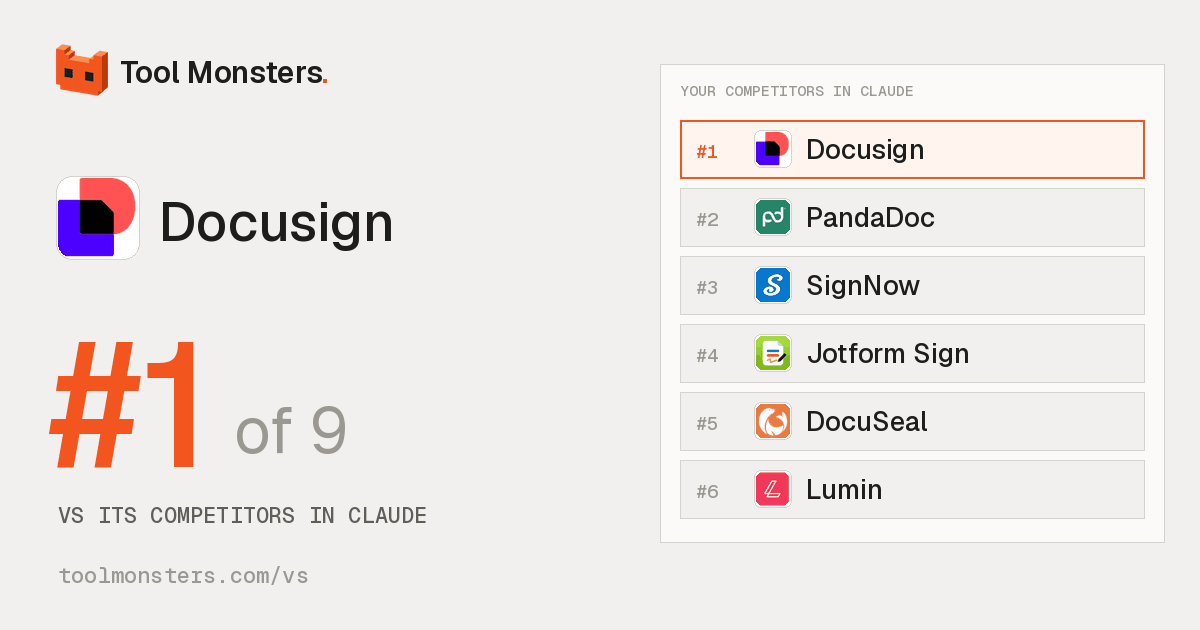 Tool Monsters.
Docusign
#1 of 9
VS ITS COMPETITORS IN CLAUDE
toolmonsters.com/vs
YOUR COMPETITORS IN CLAUDE
#1 Docusign
#2 PandaDoc
#3 SignNow
#4 Jotform Sign
#5 DocuSeal
#6 Lumin